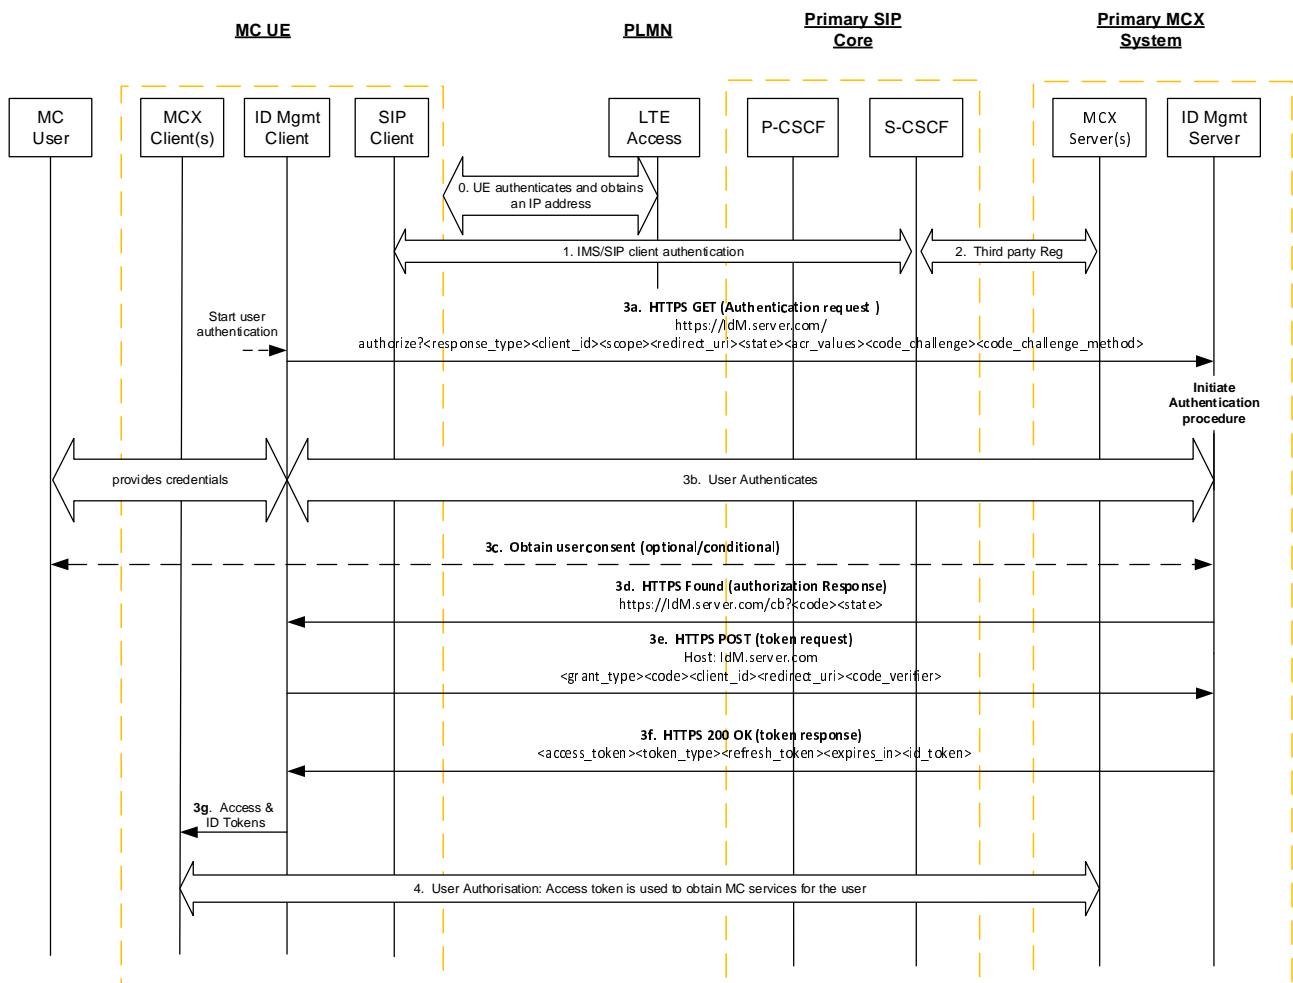 MC UE
PLMN
Primary SIP
Core
Primary MCX
System
MC
User
MCX
Client(s)
ID Mgmt
Client
SIP
Client
LTE
Access
P-CSCF
S-CSCF
MCX
Server(s)
ID Mgmt
Server
0. UE authenticates and obtains
an IP address
1. IMS/SIP client authentication
2. Third party Reg
Start user
authentication
3a. HTTPS GET (Authentication request )
https://IdM.server.com/
authorize?<response_type><client_id><scope><redirect_uri><state><acr_values><code_challenge><code_challenge_method>
Initiate
Authentication
procedure
provides credentials
3b. User Authenticates
3c. Obtain user consent (optional/conditional)
3d. HTTPS Found (authorization Response)
https://IdM.server.com/cb?<code><state>
3e. HTTPS POST (token request)
Host: IdM.server.com
<grant_type><code><client_id><redirect_uri><code_verifier>
3f. HTTPS 200 OK (token response)
<access_token><token_type><refresh_token><expires_in><id_token>
3g. Access &
ID Tokens
4. User Authorisation: Access token is used to obtain MC services for the user